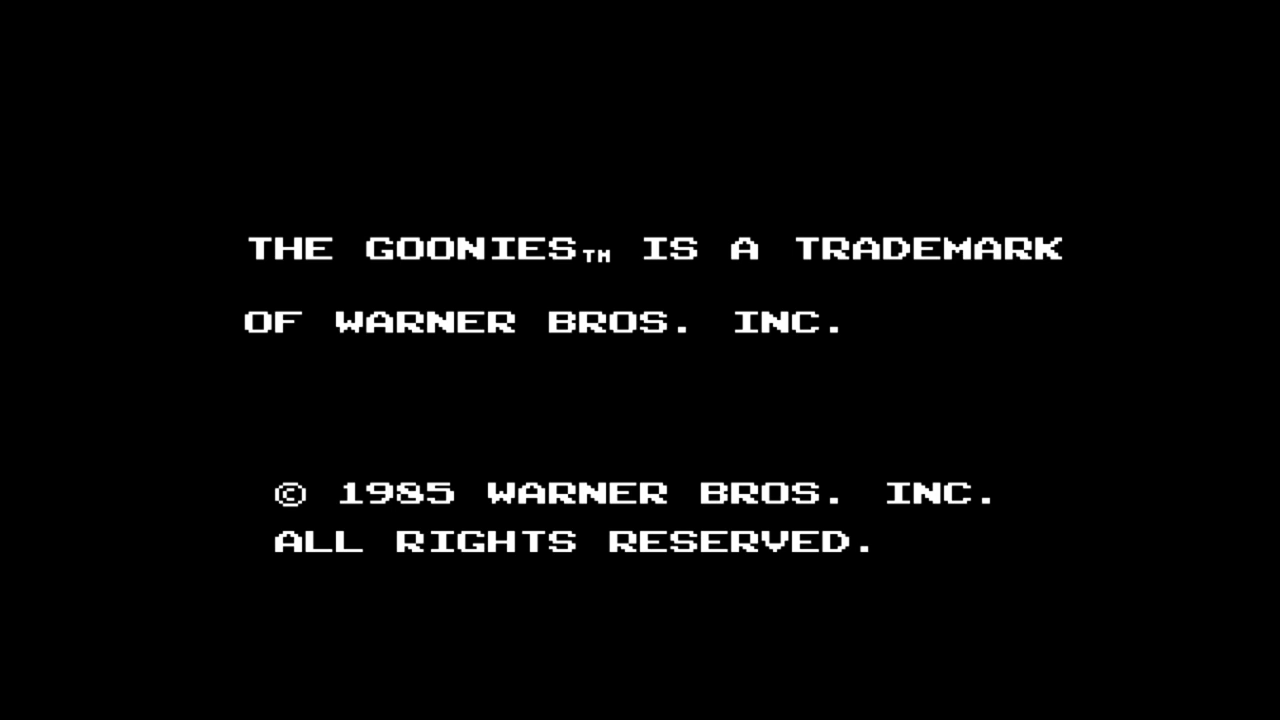 THE GOONIES™ IS A TRADEMARK
OF WARNER BROS. INC.
© 1985 WARNER BROS. INC.
ALL RIGHTS RESERVED.